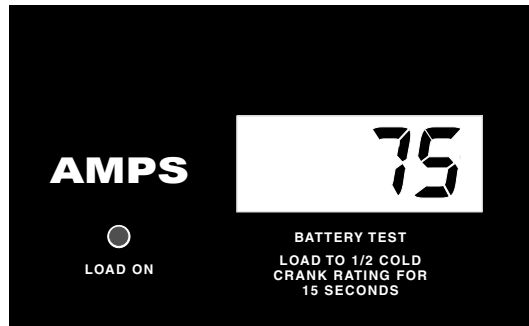 75
AMPS
LOAD ON
BATTERY TEST
LOAD TO 1/2 COLD
CRANK RATING FOR
15 SECONDS